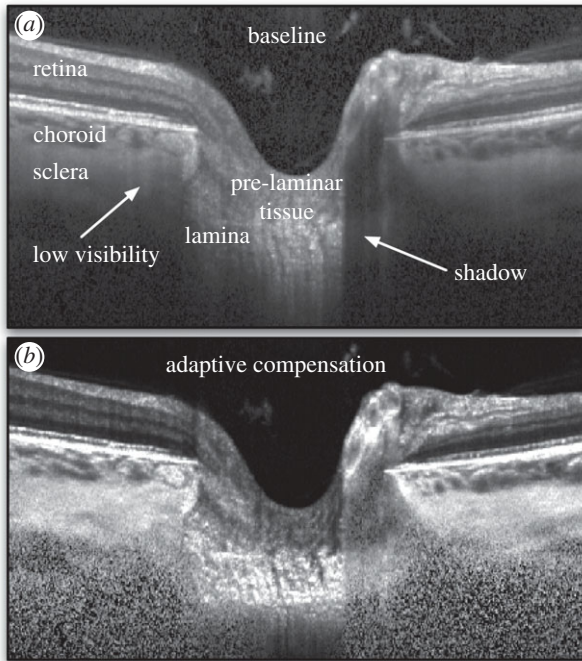 (a)
baseline
retina
choroid
sclera
pre-laminar
tissue
lamina
low visibility
shadow
(b)
adaptive compensation